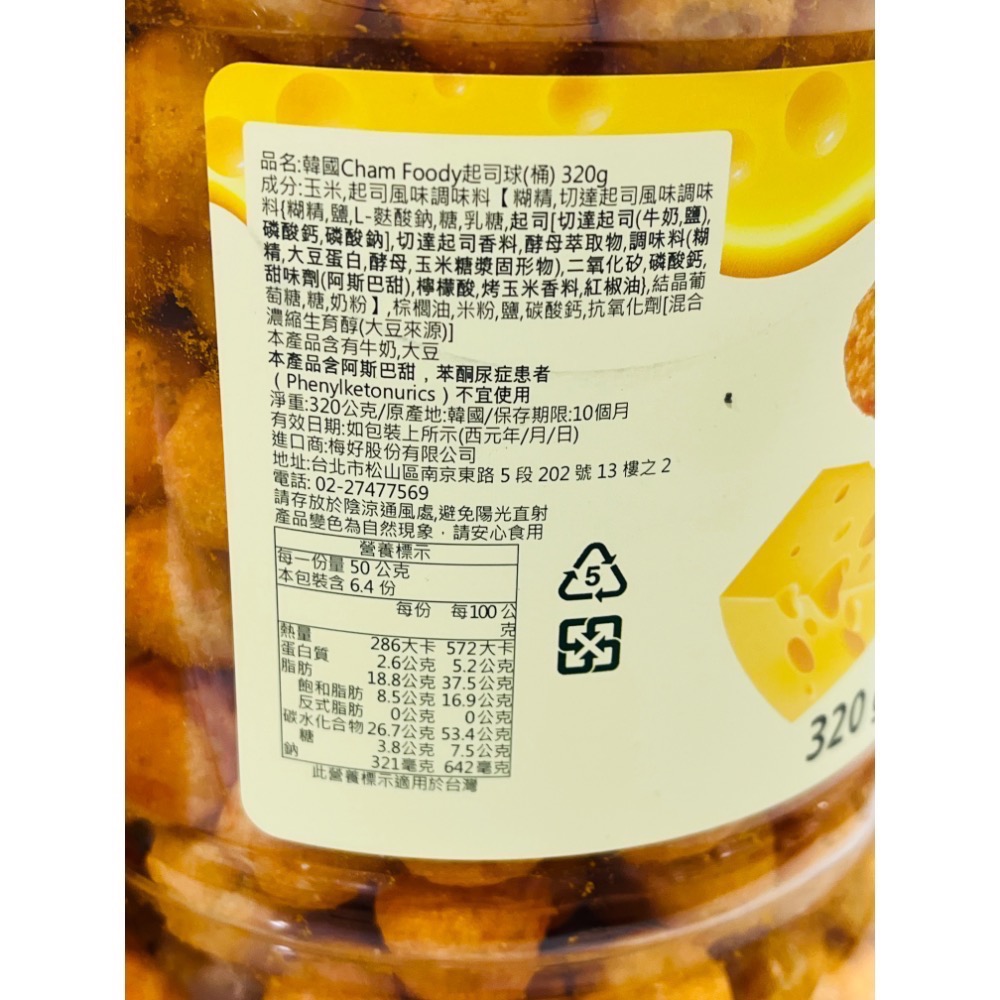 品名:韓國Cham Foody起司球(桶) 320g
成分:玉米,起司風味調味料【糊精,切達起司風味調味
料{糊精,鹽,L-麩酸鈉,糖,乳糖,起司[切達起司(牛奶,鹽),
磷酸鈣,磷酸鈉],切達起司香料,酵母萃取物,調味料(糊
精,大豆蛋白,酵母,玉米糖漿固形物),二氧化矽,磷酸鈣,
甜味劑(阿斯巴甜),檸檬酸,烤玉米香料,紅椒油},結晶葡
萄糖,糖,奶粉】,棕櫚油,米粉,鹽,碳酸鈣,抗氧化劑[混合
濃縮生育醇(大豆來源)]
本產品含有牛奶,大豆
本產品含阿斯巴甜，苯酮尿症患者
（Phenylketonurics）不宜使用
淨重:320公克/原產地:韓國/保存期限:10個月
有效日期:如包裝上所示(西元年/月/日)
進口商:梅好股份有限公司
地址:台北市松山區南京東路 5 段 202 號 13 樓之 2
電話: 02-27477569
請存放於陰涼通風處,避免陽光直射
產品變色為自然現象．請安心食用
營養標示
每一份量 50 公克
本包裝含 6.4 份
每份 每100 公克
熱量 286大卡 572大卡
蛋白質 2.6公克 5.2公克
脂肪 18.8公克 37.5公克
飽和脂肪 8.5公克 16.9公克
反式脂肪 0公克 0公克
碳水化合物 26.7公克 53.4公克
糖 3.8公克 7.5公克
鈉 321毫克 642毫克
此營養標示適用於台灣
5
320 g